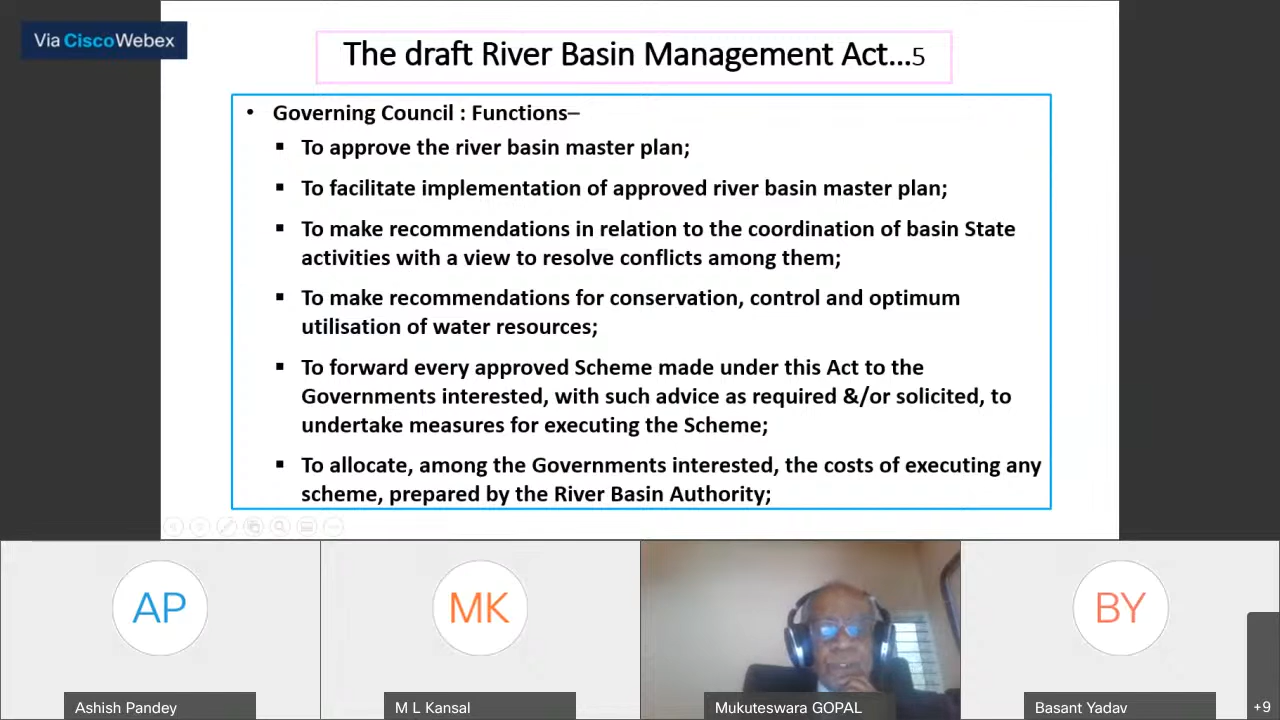 Via CiscoWebex
The draft River Basin Management Act...5
• Governing Council : Functions–
▪ To approve the river basin master plan;
▪ To facilitate implementation of approved river basin master plan;
▪ To make recommendations in relation to the coordination of basin State
activities with a view to resolve conflicts among them;
▪ To make recommendations for conservation, control and optimum
utilisation of water resources;
▪ To forward every approved Scheme made under this Act to the
Governments interested, with such advice as required &/or solicited, to
undertake measures for executing the Scheme;
▪ To allocate, among the Governments interested, the costs of executing any
scheme, prepared by the River Basin Authority;
AP
MK
BY
Ashish Pandey
M L Kansal
Mukuteswara GOPAL
Basant Yadav
+9